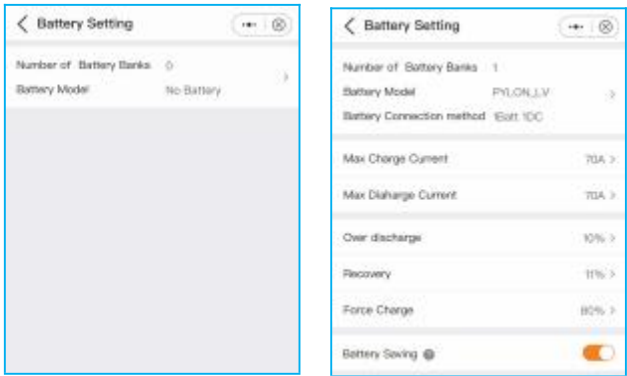 Battery Setting
Number of Battery Banks 0
Battery Model No Battery
Battery Setting
Number of Battery Banks 1
Battery Model PYLON_LV
Battery Connection method 1Batt 1DC
Max Charge Current 70A
Max Diaharge Current 70A
Over discharge 10%
Recovery 11%
Force Charge 80%
Battery Saving